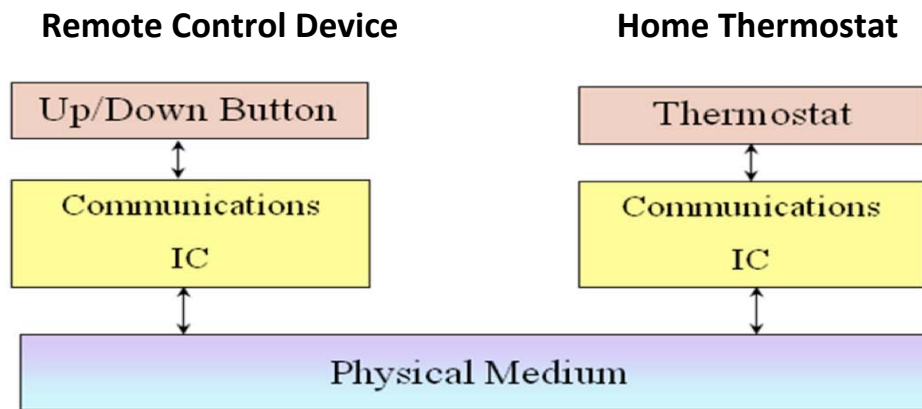 Remote Control Device
Home Thermostat
Up/Down Button
Thermostat
Communications
IC
Communications
IC
Physical Medium